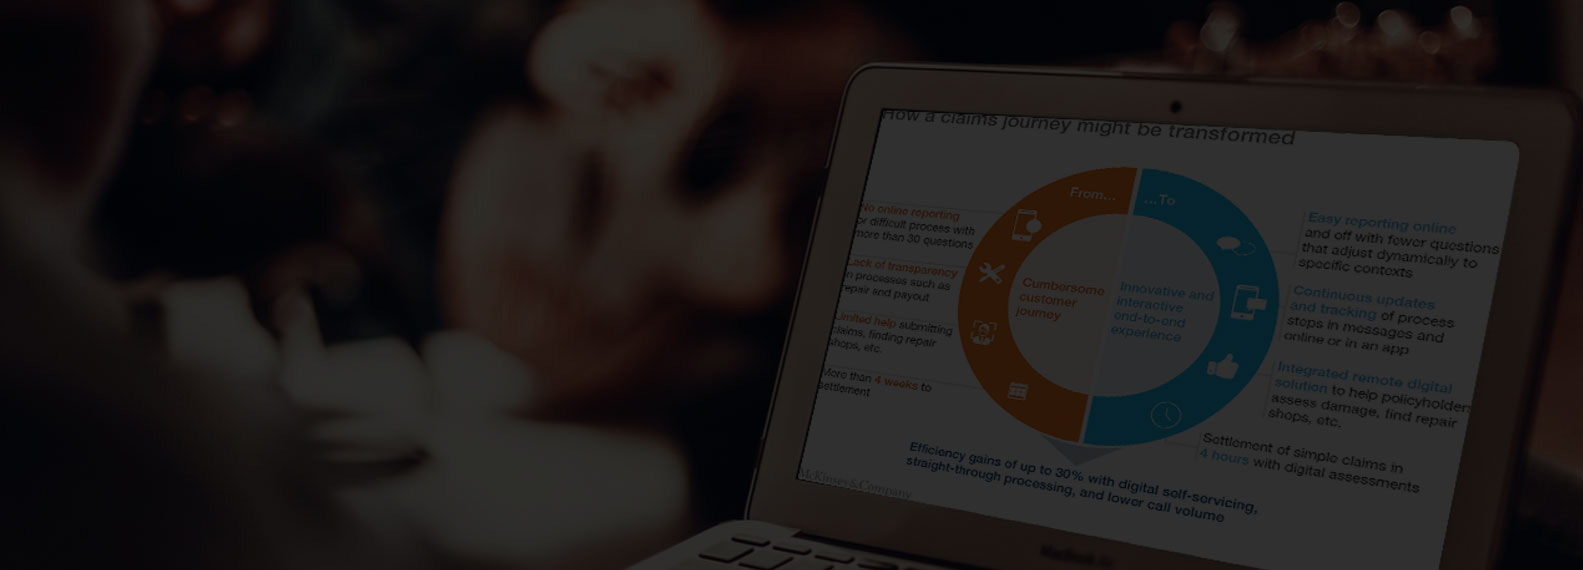 How a claims journey might be transformed
From...
...To
No online reporting
or difficult process with
more than 30 questions
Lack of transparency
in processes such as
repair and payout
Limited help submitting
claims, finding repair
shops, etc.
More than 4 weeks to
settlement
Cumbersome
customer
journey
Innovative and
interactive
end-to-end
experience
Easy reporting online
and off with fewer questions
that adjust dynamically to
specific contexts
Continuous updates
and tracking of process
steps in messages and
online or in an app
Integrated remote digital
solution to help policyholders
assess damage, find repair
shops, etc.
Settlement of simple claims in
4 hours with digital assessments
Efficiency gains of up to 30% with digital self-servicing,
straight-through processing, and lower call volume
McKinsey&Company
MacBook